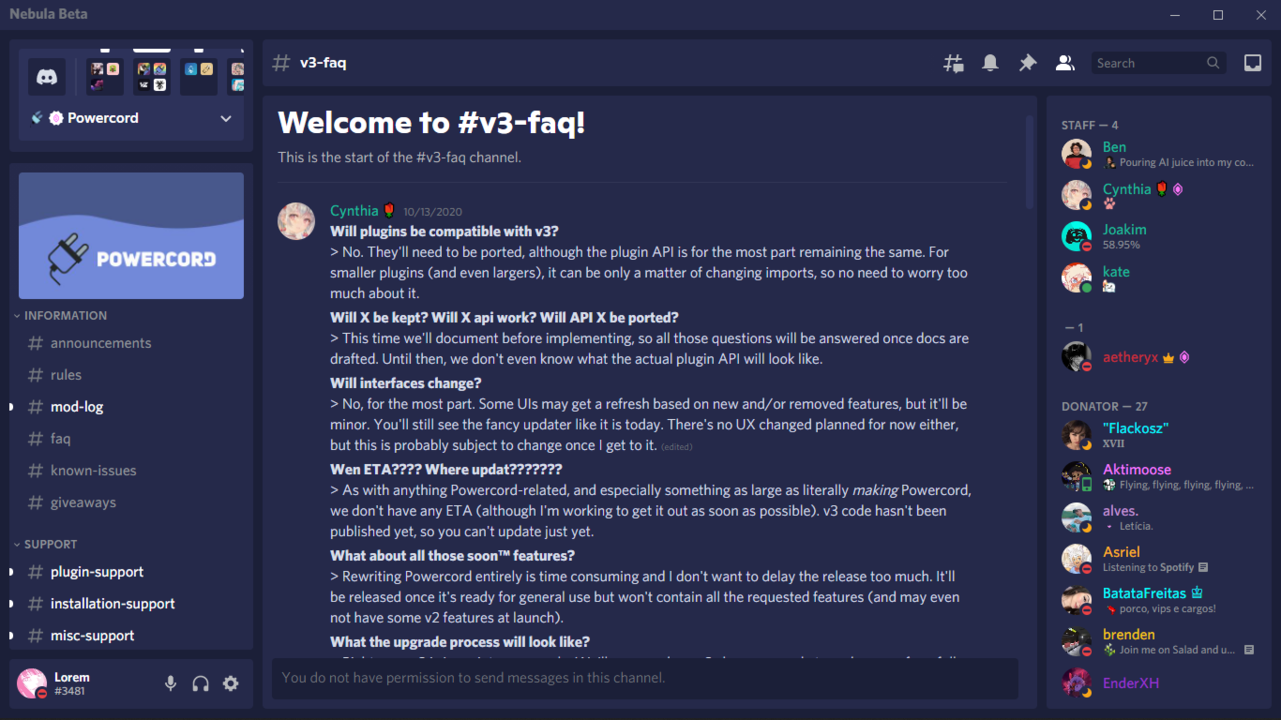 Nebula Beta
Powercord
POWERCORD
INFORMATION
announcements
rules
mod-log
faq
known-issues
giveaways
SUPPORT
plugin-support
installation-support
misc-support
Lorem
#3481
v3-faq
Search
Welcome to #v3-faq!
This is the start of the #v3-faq channel.
Cynthia 10/13/2020
Will plugins be compatible with v3?
> No. They'll need to be ported, although the plugin API is for the most part remaining the same. For
smaller plugins (and even largers), it can be only a matter of changing imports, so no need to worry too
much about it.
Will X be kept? Will X api work? Will API X be ported?
> This time we'll document before implementing, so all those questions will be answered once docs are
drafted. Until then, we don't even know what the actual plugin API will look like.
Will interfaces change?
> No, for the most part. Some UIs may get a refresh based on new and/or removed features, but it'll be
minor. You'll still see the fancy updater like it is today. There's no UX changed planned for now either,
but this is probably subject to change once I get to it. (edited)
Wen ETA???? Where updat???????
> As with anything Powercord-related, and especially something as large as literally making Powercord,
we don't have any ETA (although I'm working to get it out as soon as possible). v3 code hasn't been
published yet, so you can't update just yet.
What about all those soon™ features?
> Rewriting Powercord entirely is time consuming and I don't want to delay the release too much. It'll
be released once it's ready for general use but won't contain all the requested features (and may even
not have some v2 features at launch).
What the upgrade process will look like?
You do not have permission to send messages in this channel.
STAFF — 4
Ben
Pouring AI juice into my co...
Cynthia
Joakim
58.95%
kate
— 1
aetheryx
DONATOR — 27
"Flackosz"
XVII
Aktimoose
Flying, flying, flying, flying, ...
alves.
Letícia.
Asriel
Listening to Spotify
BatataFreitas
porco, vips e cargos!
brenden
Join me on Salad and u...
EnderXH